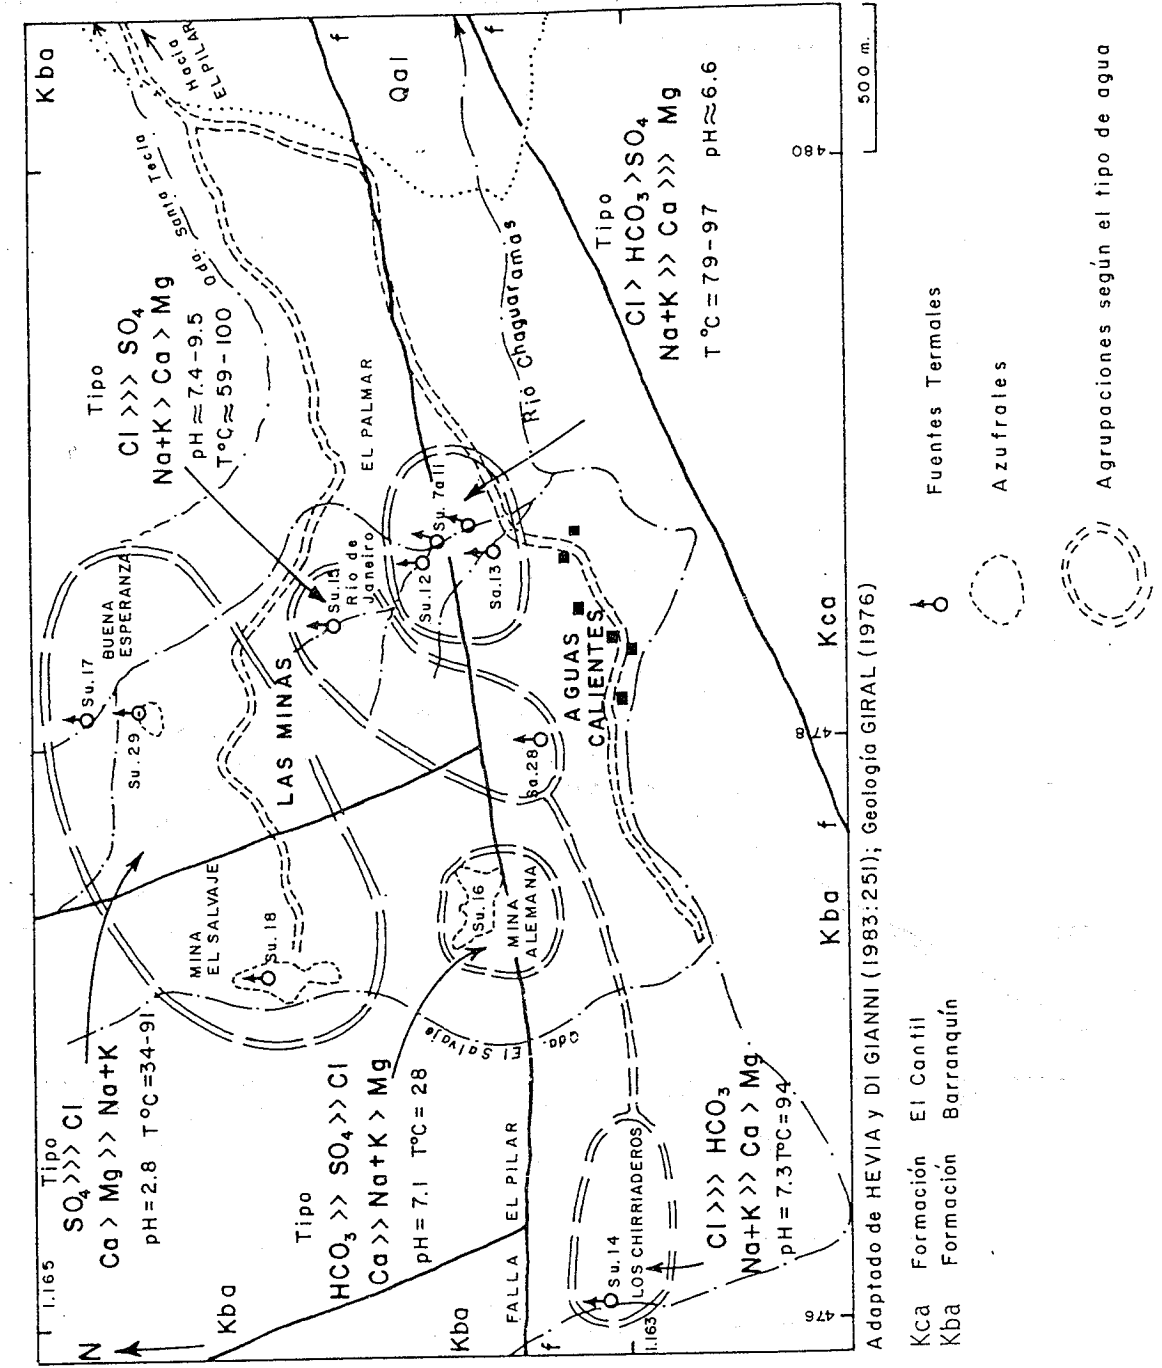 N
1.165
Kba
Tipo
SO₄ >>> Cl
Ca > Mg >> Na+K
pH = 2.8 T°C = 34-91
Su. 17
BUENA
ESPERANZA
Su. 29
Tipo
Cl >>> SO₄
Na+K > Ca > Mg
pH ≈ 7.4-9.5
T°C ≈ 59-100
Qda. Santa Tecla
Hacia
EL PILAR
Kba
MINA
EL SALVAJE
Su. 18
LAS MINAS
Su. 15
Río de
Janeiro
EL PALMAR
f
Tipo
HCO₃ >> SO₄ >> Cl
Ca >> Na+K > Mg
pH = 7.1 T°C = 28
Qda. El Salvaje
Su. 16
MINA
ALEMANA
Su. 12
Su. 7a11
Sa. 13
Qal
f
Kba
f
FALLA EL PILAR
Sa. 28
AGUAS
CALIENTES
Río Chaguaramas
Su. 14
LOS CHIRRIADEROS
1.163
Cl >>> HCO₃
Na+K >> Ca > Mg
pH = 7.3 T°C = 94
Tipo
Cl > HCO₃ > SO₄
Na+K >> Ca >>> Mg
T°C = 79-97 pH ≈ 6.6
Kba
f
Kca
476
478
480
500 m.
Adaptado de HEVIA y DI GIANNI (1983:251); Geología GIRAL (1976)
Kca Formación El Cantil
Kba Formación Barranquín
Fuentes Termales
Azufrales
Agrupaciones según el tipo de agua